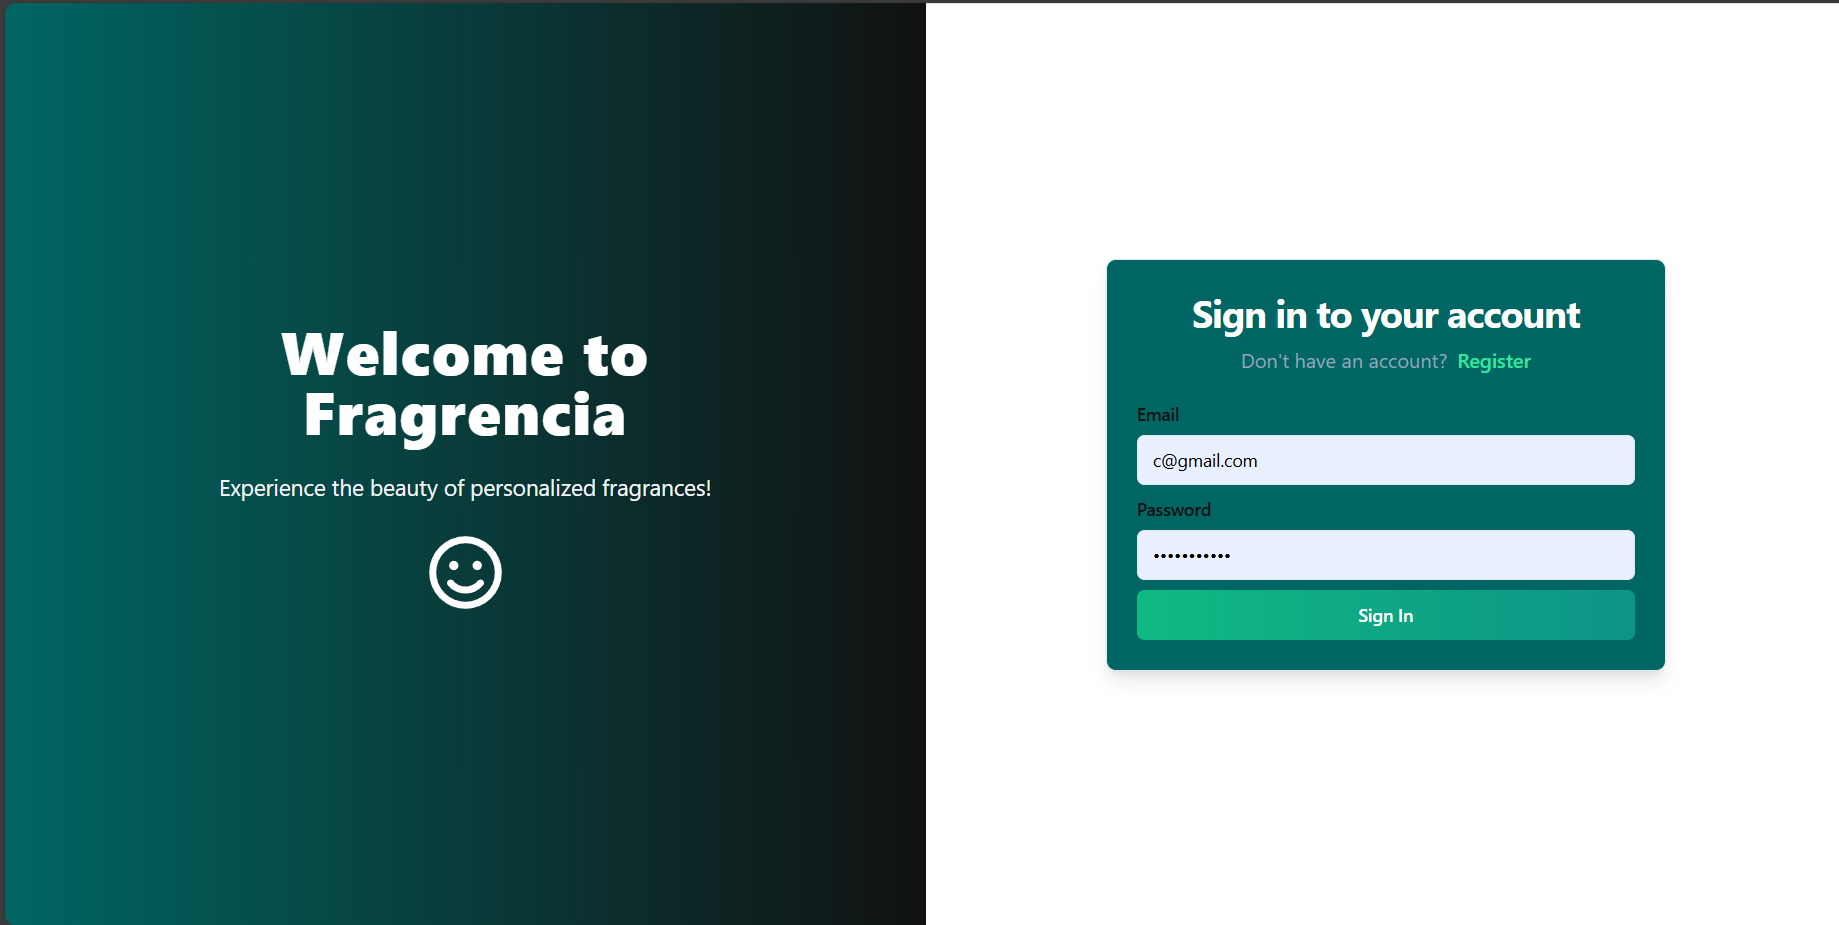 Welcome to
Fragrencia
Experience the beauty of personalized fragrances!
Sign in to your account
Don't have an account? Register
Email
c@gmail.com
Password
•••••••••••
Sign In